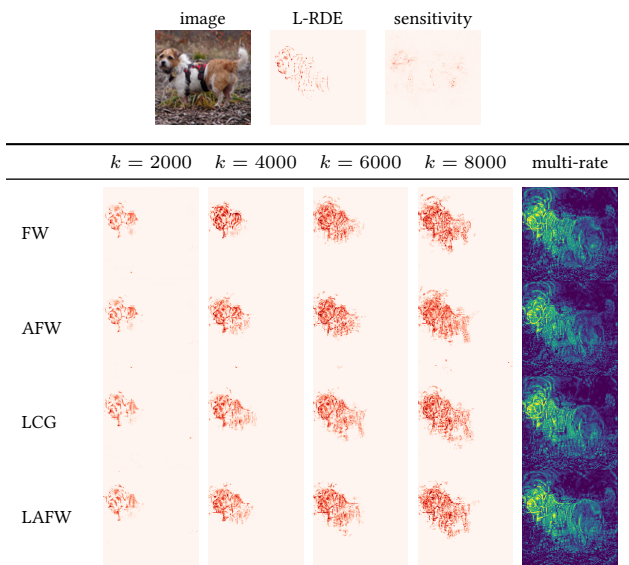 image L-RDE sensitivity
k = 2000 k = 4000 k = 6000 k = 8000 multi-rate
FW
AFW
LCG
LAFW